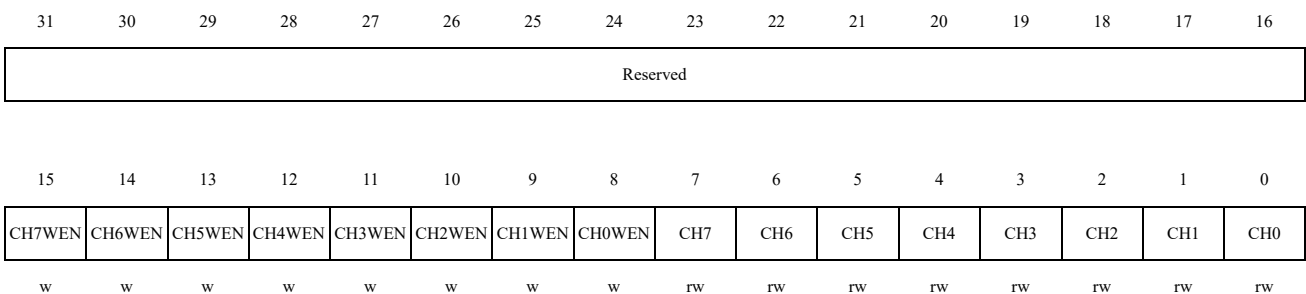 31 30 29 28 27 26 25 24 23 22 21 20 19 18 17 16
Reserved
15 14 13 12 11 10 9 8 7 6 5 4 3 2 1 0
CH7WEN CH6WEN CH5WEN CH4WEN CH3WEN CH2WEN CH1WEN CH0WEN CH7 CH6 CH5 CH4 CH3 CH2 CH1 CH0
w w w w w w w w rw rw rw rw rw rw rw rw